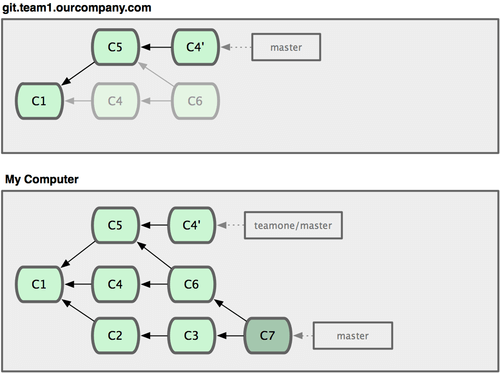 git.team1.ourcompany.com
C5 C4' master
C1 C4 C6
My Computer
C5 C4' teamone/master
C1 C4 C6
C2 C3 C7 master